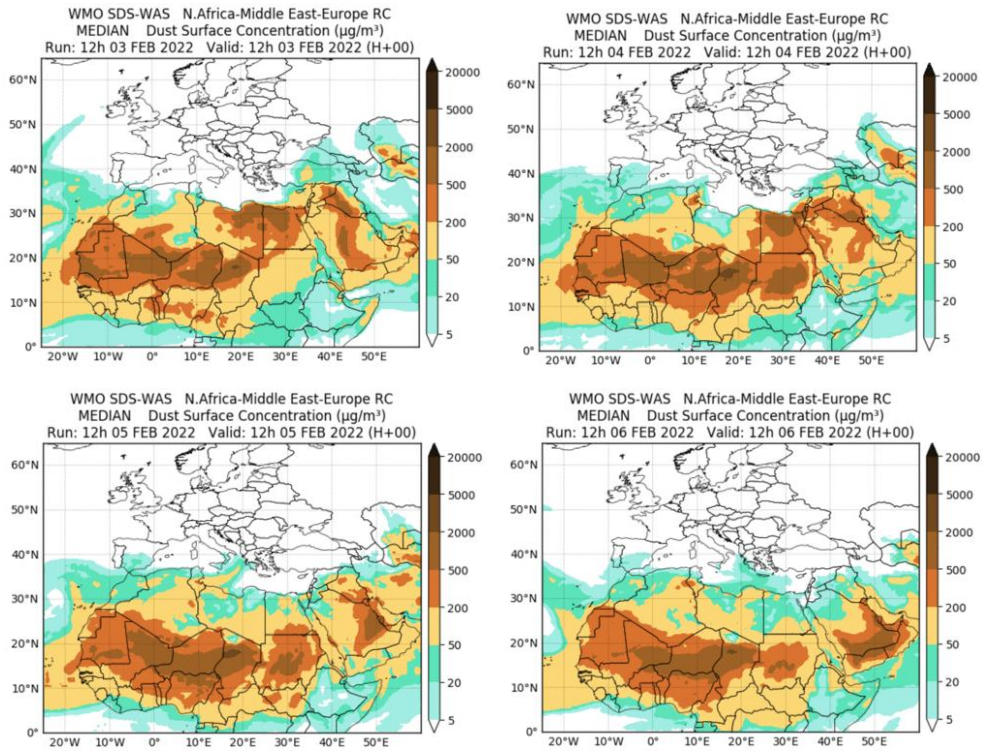 WMO SDS-WAS N.Africa-Middle East-Europe RC
MEDIAN Dust Surface Concentration (µg/m³)
Run: 12h 03 FEB 2022 Valid: 12h 03 FEB 2022 (H+00)
60°N
50°N
40°N
30°N
20°N
10°N
0°
20°W
10°W
0°
10°E
20°E
30°E
40°E
50°E
20000
5000
2000
500
200
50
20
5
WMO SDS-WAS N.Africa-Middle East-Europe RC
MEDIAN Dust Surface Concentration (µg/m³)
Run: 12h 04 FEB 2022 Valid: 12h 04 FEB 2022 (H+00)
60°N
50°N
40°N
30°N
20°N
10°N
0°
20°W
10°W
0°
10°E
20°E
30°E
40°E
50°E
20000
5000
2000
500
200
50
20
5
WMO SDS-WAS N.Africa-Middle East-Europe RC
MEDIAN Dust Surface Concentration (µg/m³)
Run: 12h 05 FEB 2022 Valid: 12h 05 FEB 2022 (H+00)
60°N
50°N
40°N
30°N
20°N
10°N
0°
20°W
10°W
0°
10°E
20°E
30°E
40°E
50°E
20000
5000
2000
500
200
50
20
5
WMO SDS-WAS N.Africa-Middle East-Europe RC
MEDIAN Dust Surface Concentration (µg/m³)
Run: 12h 06 FEB 2022 Valid: 12h 06 FEB 2022 (H+00)
60°N
50°N
40°N
30°N
20°N
10°N
0°
20°W
10°W
0°
10°E
20°E
30°E
40°E
50°E
20000
5000
2000
500
200
50
20
5